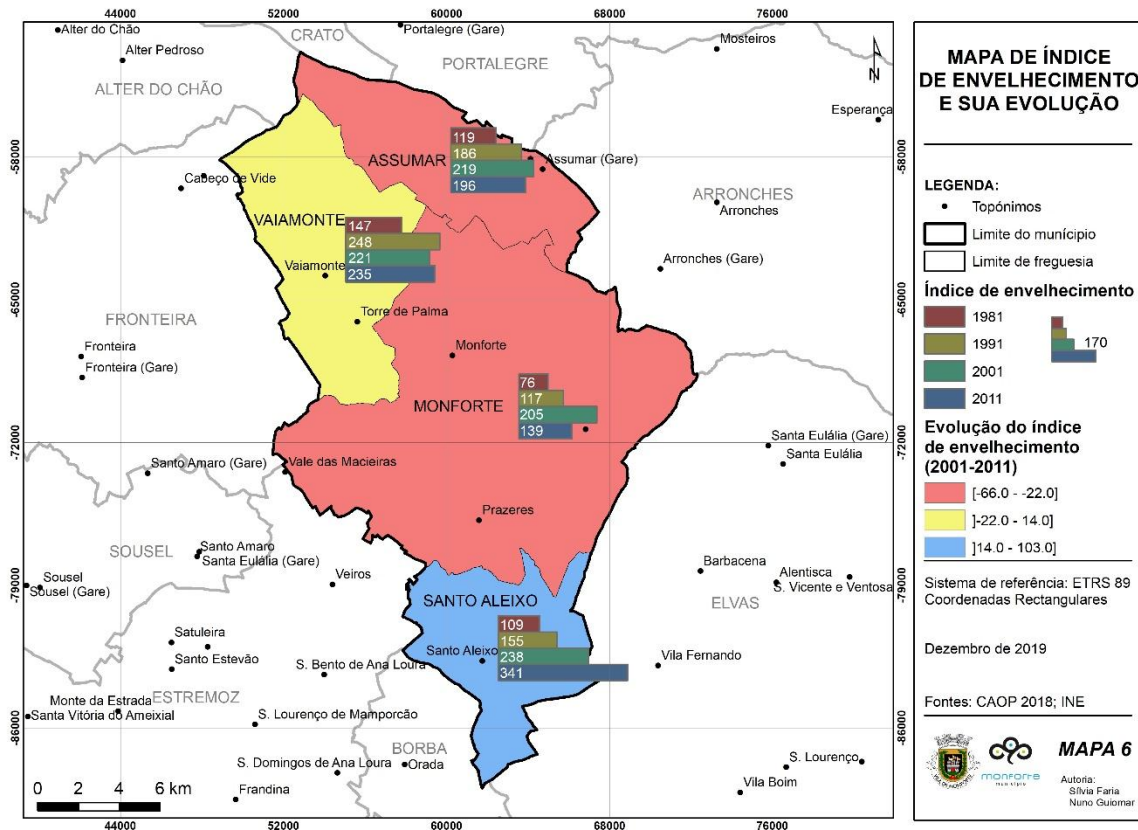 44000 52000 60000 68000 76000
Alter do Chão
CRATO
Portalegre (Gare)
Mosteiros
Alter Pedroso
PORTALEGRE
N
ALTER DO CHÃO
Esperança
-58000
-58000
119
186
219
196
ASSUMAR
Assumar (Gare)
Cabeço de Vide
ARRONCHES
Arronches
VAIAMONTE
147
248
221
235
Vaiamonte
Arronches (Gare)
-65000
-65000
Torre de Palma
FRONTEIRA
Fronteira
Monforte
Fronteira (Gare)
76
117
205
139
MONFORTE
-72000
-72000
Santa Eulália (Gare)
Santa Eulália
Santo Amaro (Gare)
Vale das Macieiras
Prazeres
SOUSEL
Santo Amaro
Santa Eulália (Gare)
Barbacena
Sousel
Sousel (Gare)
Veiros
Alentisca
S. Vicente e Ventosa
-79000
-79000
SANTO ALEIXO
ELVAS
109
155
238
341
Satuleira
Santo Aleixo
Santo Estevão
S. Bento de Ana Loura
Vila Fernando
ESTREMOZ
Monte da Estrada
Santa Vitória do Ameixial
S. Lourenço de Mamporcão
-86000
-86000
BORBA
S. Domingos de Ana Loura
Orada
S. Lourenço
Vila Boim
Frandina
0 2 4 6 km
44000 52000 60000 68000 76000
MAPA DE ÍNDICE
DE ENVELHECIMENTO
E SUA EVOLUÇÃO
LEGENDA:
Topónimos
Limite do munícipio
Limite de freguesia
Índice de envelhecimento
1981
1991
2001
2011
170
Evolução do índice
de envelhecimento
(2001-2011)
[-66.0 - -22.0]
]-22.0 - 14.0]
]14.0 - 103.0]
Sistema de referência: ETRS 89
Coordenadas Rectangulares
Dezembro de 2019
Fontes: CAOP 2018; INE
monforte
município
MAPA 6
Autoria:
Sílvia Faria
Nuno Guiomar